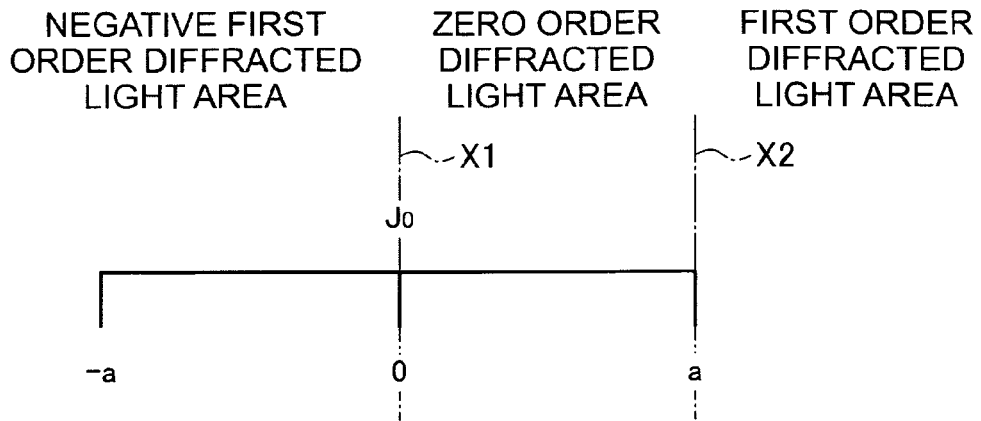 NEGATIVE FIRST
ORDER DIFFRACTED
LIGHT AREA
ZERO ORDER
DIFFRACTED
LIGHT AREA
FIRST ORDER
DIFFRACTED
LIGHT AREA
X1
X2
J0
-a
0
a